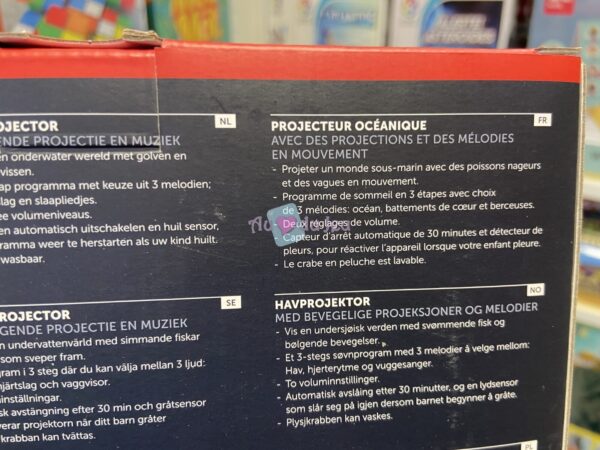 OJECTOR
NL
ENDE PROJECTIE EN MUZIEK
en onderwater wereld met golven en
vissen.
ap programma met keuze uit 3 melodien;
lag en slaapliedjes.
ee volumeniveaus.
en automatisch uitschakelen en huil sensor,
ramma weer te herstarten als uw kind huilt.
wasbaar.
PROJECTEUR OCÉANIQUE
FR
AVEC DES PROJECTIONS ET DES MÉLODIES
EN MOUVEMENT
- Projeter un monde sous-marin avec des poissons nageurs
et des vagues en mouvement.
- Programme de sommeil en 3 étapes avec choix
de 3 mélodies: océan, battements de cœur et berceuses.
- Deux réglages de volume.
- Capteur d'arrêt automatique de 30 minutes et détecteur de
pleurs, pour réactiver l'appareil lorsque votre enfant pleure.
- Le crabe en peluche est lavable.
ROJECTOR
SE
GENDE PROJECTIE EN MUZIEK
n undervattenvärld med simmande fiskar
som sveper fram.
gram i 3 steg där du kan välja mellan 3 ljud:
hjärtslag och vaggvisor.
minställningar.
sk avstängning efter 30 min och gråtsensor
verar projektorn när ditt barn gråter
krabban kan tvättas.
HAVPROJEKTOR
NO
MED BEVEGELIGE PROJEKSJONER OG MELODIER
- Vis en undersjøisk verden med svømmende fisk og
bølgende bevegelser.
- Et 3-stegs søvnprogram med 3 melodier å velge mellom:
Hav, hjerterytme og vuggesanger.
- To voluminnstillinger.
- Automatisk avslåing etter 30 minutter, og en lydsensor
som slår seg på igjen dersom barnet begynner å gråte.
- Plysjkrabben kan vaskes.
PL